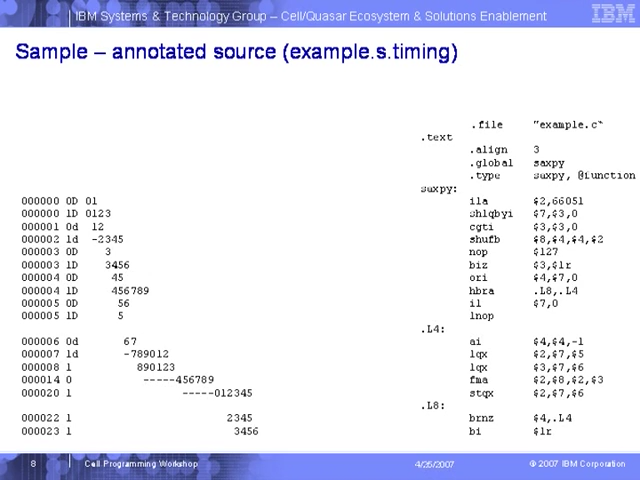 IBM Systems & Technology Group – Cell/Quasar Ecosystem & Solutions Enablement
IBM
Sample – annotated source (example.s.timing)
.file "example.c"
.text
.align 3
.global saxpy
.type saxpy, @function
saxpy:
000000 0D 01 ila $2,66051
000000 1D 0123 shlqbyi $7,$3,0
000001 0d 12 cgti $3,$3,0
000002 1d -2345 shufb $8,$4,$4,$2
000003 0D 3 nop $127
000003 1D 3456 biz $3,$lr
000004 0D 45 ori $4,$7,0
000004 1D 456789 hbra .L8,.L4
000005 0D 56 il $7,0
000005 1D 5 lnop
.L4:
000006 0d 67 ai $4,$4,-1
000007 1d -789012 lqx $2,$7,$5
000008 1 890123 lqx $3,$7,$6
000014 0 -----456789 fma $2,$8,$2,$3
000020 1 -----012345 stqx $2,$7,$6
.L8:
000022 1 2345 brnz $4,.L4
000023 1 3456 bi $lr
8 Cell Programming Workshop 4/26/2007 © 2007 IBM Corporation